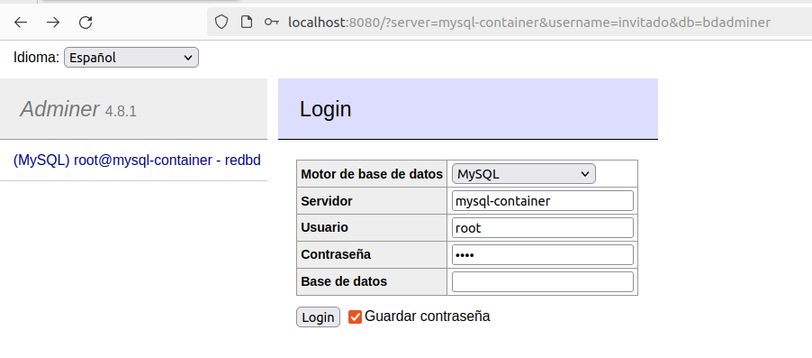 localhost:8080/?server=mysql-container&username=invitado&db=bdadminer
Idioma: Español
Adminer 4.8.1
Login
(MySQL) root@mysql-container - redbd
Motor de base de datos MySQL
Servidor mysql-container
Usuario root
Contraseña ••••
Base de datos
Login Guardar contraseña